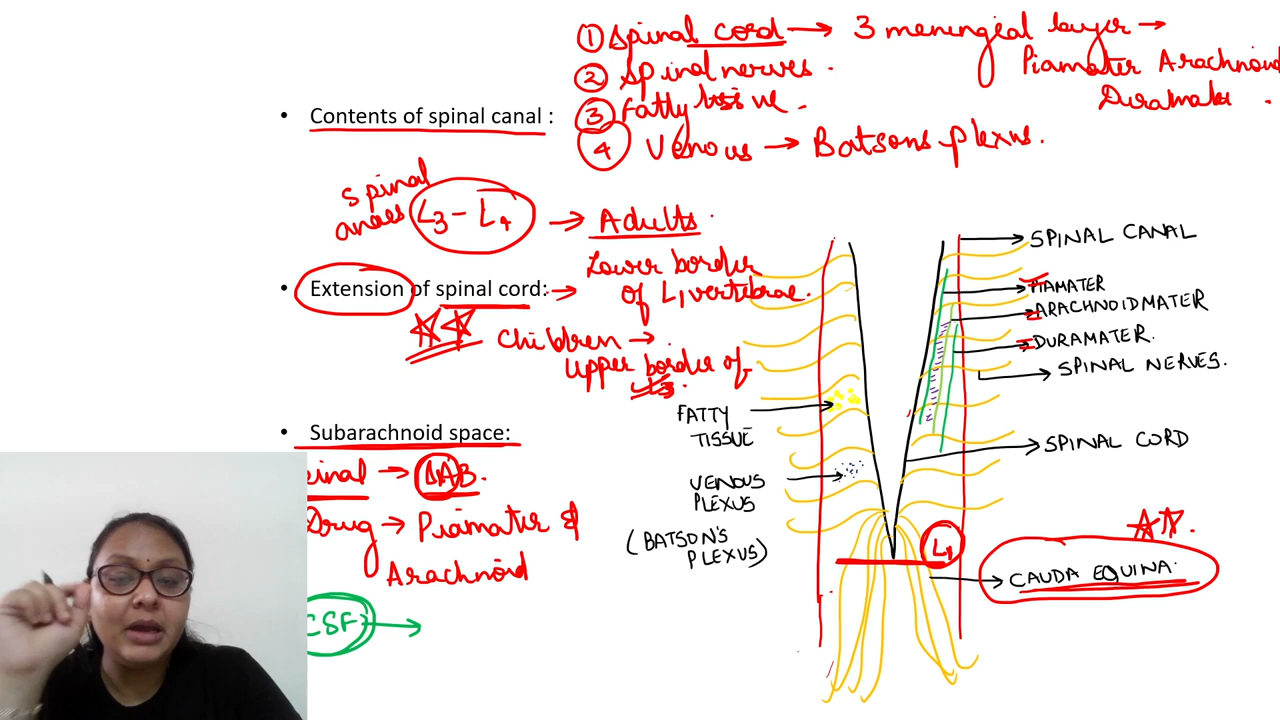 ① Spinal cord → 3 meningeal layer →
Piamater Arachnoid
Duramater.
② Spinal nerves.
③ Fatty tissue.
④ Venous → Batsons plexus.
• Contents of spinal canal :
Spinal
L3 - L4 → Adults
Lower border
of L1 vertebrae.
• Extension of spinal cord: →
Children →
Upper border of
L3.
• Subarachnoid space:
→ SAB.
Drug → Piamater &
Arachnoid
CSF →
SPINAL CANAL
PIAMATER
ARACHNOIDMATER
DURAMATER.
SPINAL NERVES.
FATTY
TISSUE
SPINAL CORD
VENOUS
PLEXUS
(BATSON'S
PLEXUS)
L1
CAUDA EQUINA.